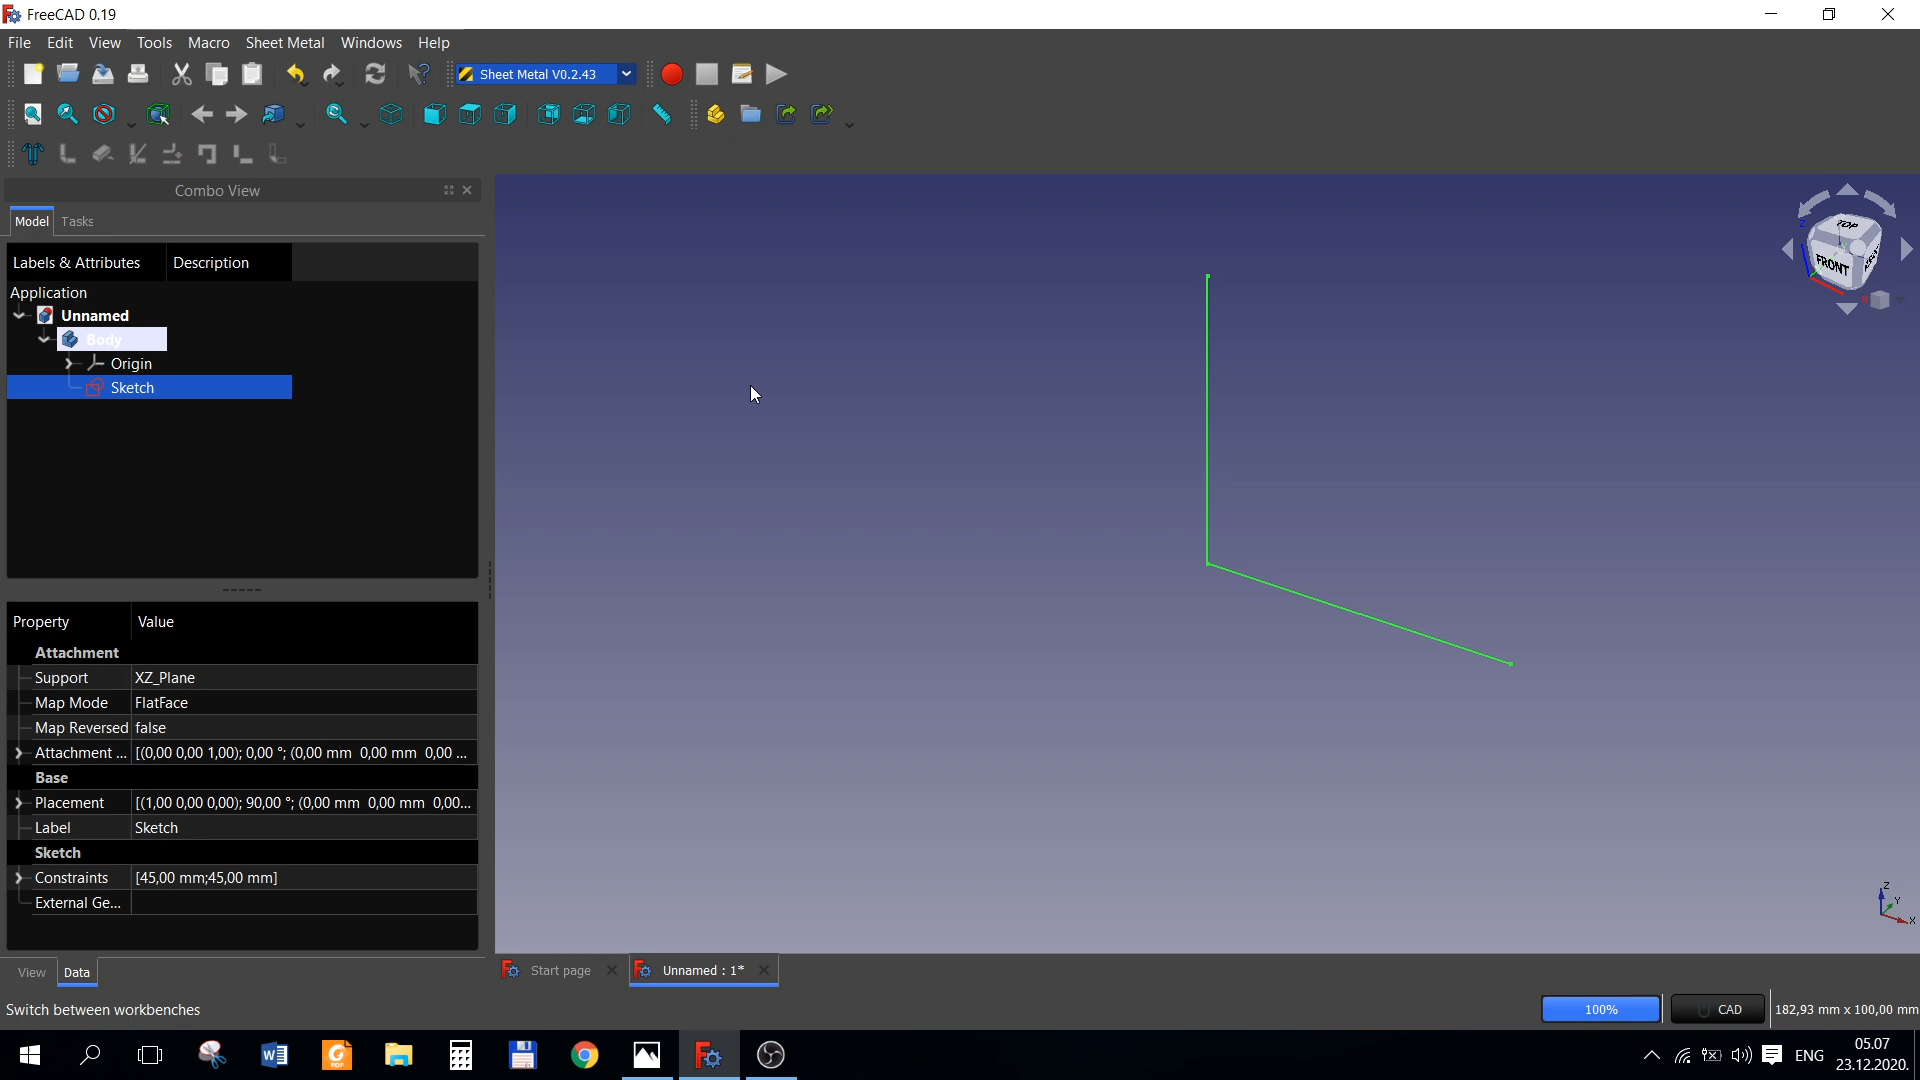 FreeCAD 0.19
File Edit View Tools Macro Sheet Metal Windows Help
Sheet Metal V0.2.43
Combo View
Model Tasks
Labels & Attributes Description
Application
Unnamed
Body
Origin
Sketch
TOP
FRONT
Z
Property Value
Attachment
Support XZ_Plane
Map Mode FlatFace
Map Reversed false
Attachment ... [(0,00 0,00 1,00); 0,00 °; (0,00 mm 0,00 mm 0,00 ...
Base
Placement [(1,00 0,00 0,00); 90,00 °; (0,00 mm 0,00 mm 0,00...
Label Sketch
Sketch
Constraints [45,00 mm;45,00 mm]
External Ge...
Z
Y
X
View Data
Start page Unnamed : 1*
Switch between workbenches
100% CAD 182,93 mm x 100,00 mm
ENG
05.07
23.12.2020.